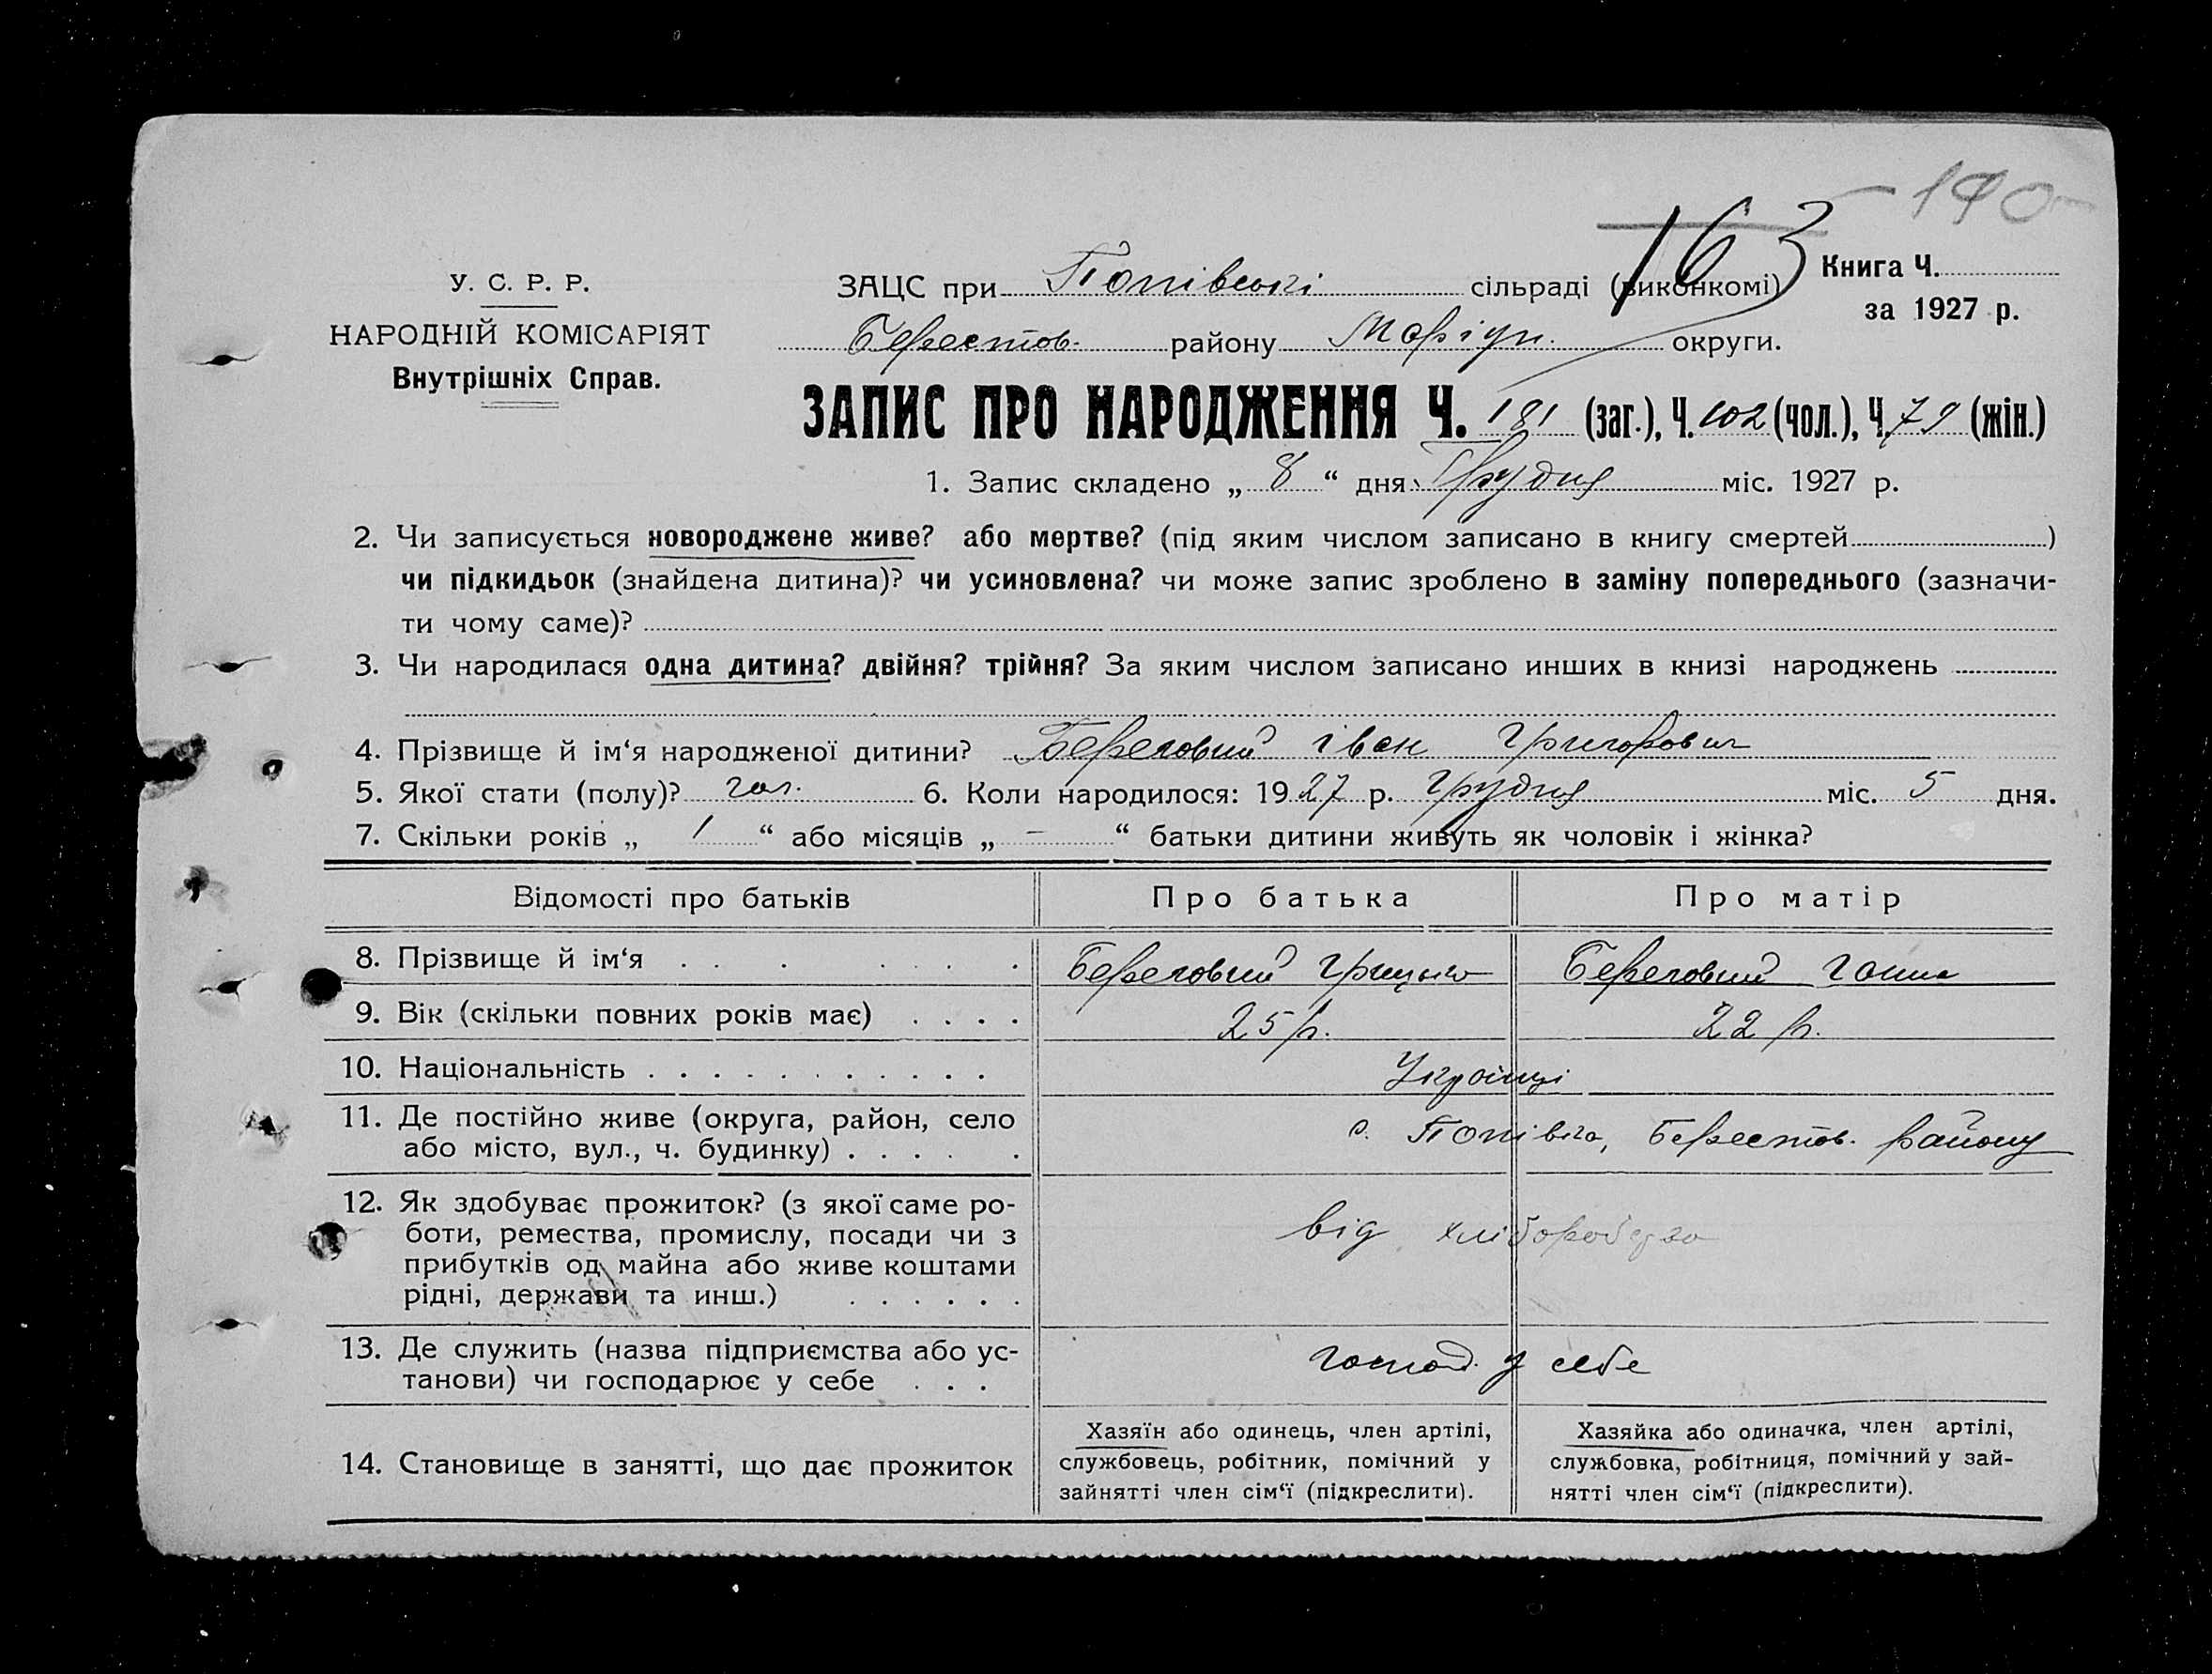 190
163
У. С. Р. Р.
НАРОДНІЙ КОМІСАРІЯТ
Внутрішніх Справ.
ЗАЦС при Попівські сільраді (виконкомі)
Берестов. району Маріуп. округи.
Книга Ч.
за 1927 р.
ЗАПИС ПРО НАРОДЖЕННЯ Ч. 181 (заг.), Ч. 102 (чол.), Ч. 79 (жін.)
1. Запис складено „ 8 “ дня Грудня міс. 1927 р.
2. Чи записується новороджене живе? або мертве? (під яким числом записано в книгу смертей )
чи підкидьок (знайдена дитина)? чи усиновлена? чи може запис зроблено в заміну попереднього (зазначи-
ти чому саме)?
3. Чи народилася одна дитина? двійня? трійня? За яким числом записано инших в книзі народжень
4. Прізвище й ім‘я народженої дитини? Береговий Іван Григорович
5. Якої стати (полу)? чол. 6. Коли народилося: 1927 р. Грудня міс. 5 дня.
7. Скільки років „ 1 “ або місяців „ - “ батьки дитини живуть як чоловік і жінка?
Відомості про батьків Про батька Про матір
8. Прізвище й ім‘я Береговий Грицько Береговий Ганна
9. Вік (скільки повних років має) 25 р. 22 р.
10. Національність Українці
11. Де постійно живе (округа, район, село
або місто, вул., ч. будинку) с. Попівка, Берестов. району
12. Як здобуває прожиток? (з якої саме ро-
боти, ремества, промислу, посади чи з
прибутків од майна або живе коштами
рідні, держави та инш.)
від хліборобства
13. Де служить (назва підприємства або ус-
танови) чи господарює у себе
господ. у себе
14. Становище в занятті, що дає прожиток
Хазяїн або одинець, член артілі,
службовець, робітник, помічний у
зайнятті член сім‘ї (підкреслити).
Хазяйка або одиначка, член артілі,
службовка, робітниця, помічний у зай-
нятті член сім‘ї (підкреслити).